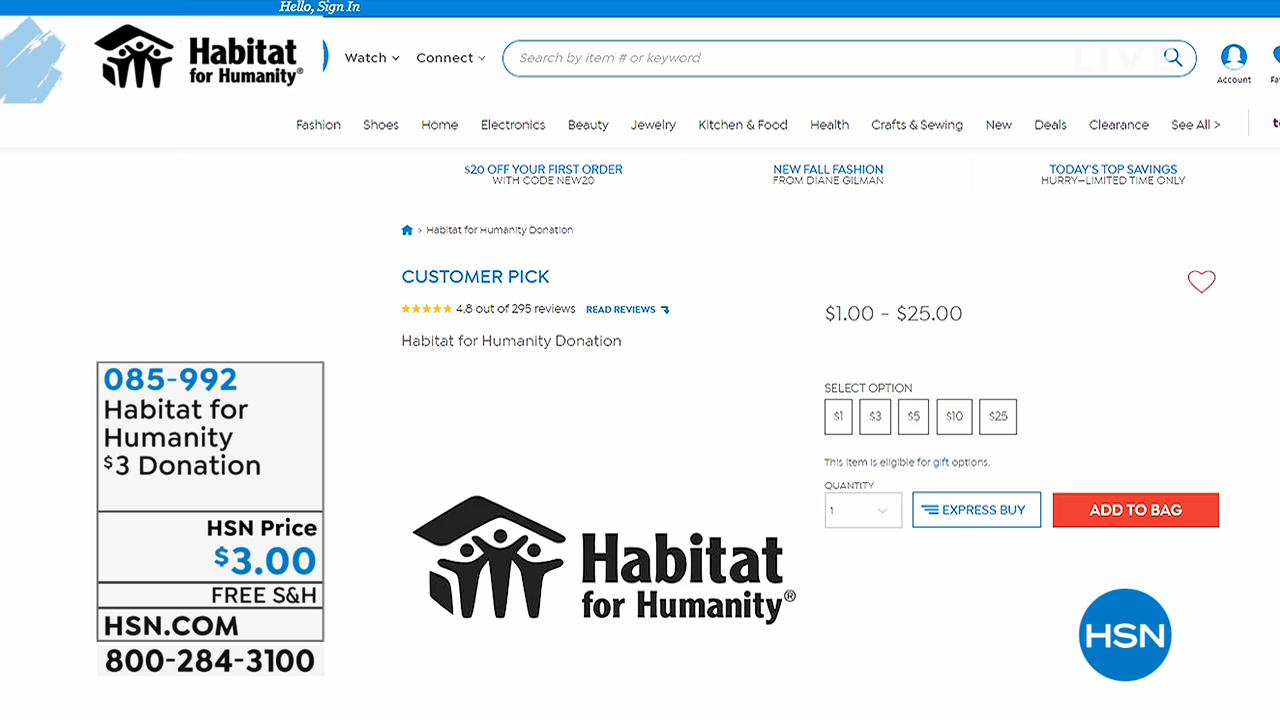 Hello, Sign In
Habitat
for Humanity®
Watch
Connect
Search by item # or keyword
LIVE
Account
Fashion
Shoes
Home
Electronics
Beauty
Jewelry
Kitchen & Food
Health
Crafts & Sewing
New
Deals
Clearance
See All >
$20 OFF YOUR FIRST ORDER
WITH CODE NEW20
NEW FALL FASHION
FROM DIANE GILMAN
TODAY'S TOP SAVINGS
HURRY—LIMITED TIME ONLY
> Habitat for Humanity Donation
CUSTOMER PICK
4.8 out of 295 reviews READ REVIEWS
Habitat for Humanity Donation
$1.00 - $25.00
SELECT OPTION
$1 $3 $5 $10 $25
This item is eligible for gift options.
QUANTITY
1
EXPRESS BUY
ADD TO BAG
085-992
Habitat for
Humanity
$3 Donation
HSN Price
$3.00
FREE S&H
HSN.COM
800-284-3100
Habitat
for Humanity®
HSN